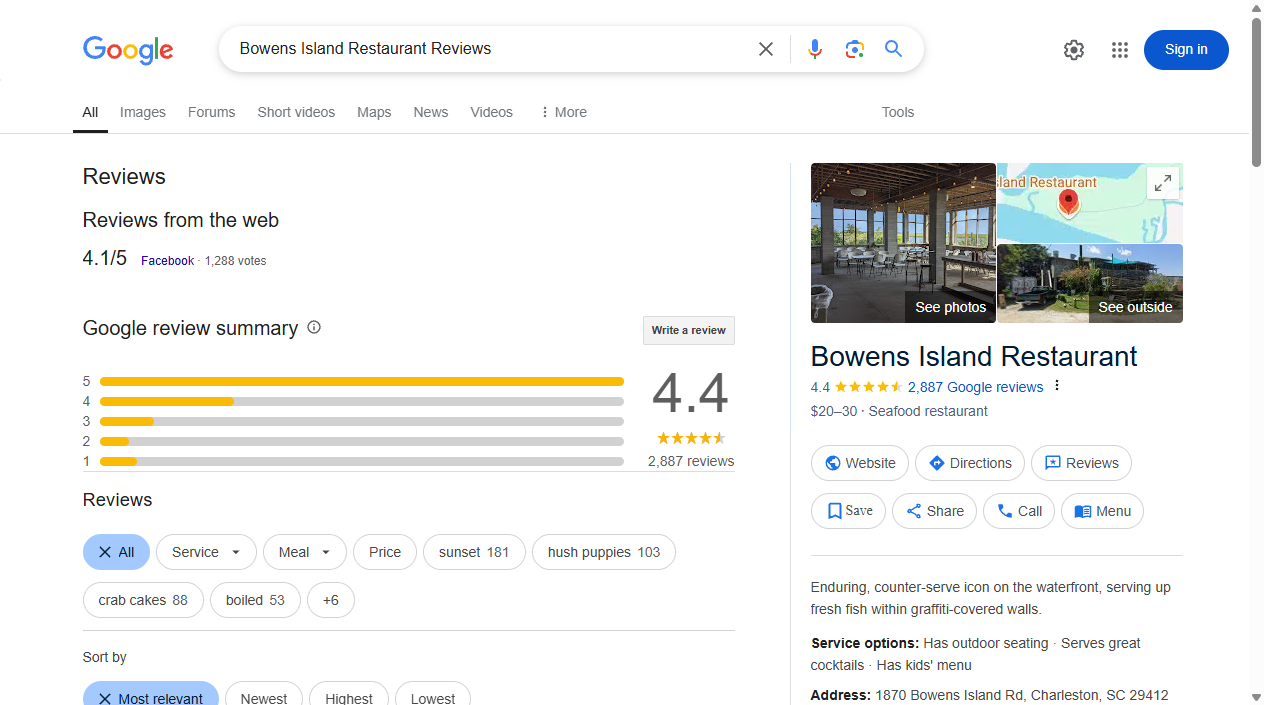 Google
Bowens Island Restaurant Reviews
Sign in
All
Images
Forums
Short videos
Maps
News
Videos
More
Tools
Reviews
Reviews from the web
4.1/5 Facebook · 1,288 votes
Google review summary
Write a review
5
4
3
2
1
4.4
2,887 reviews
Reviews
All
Service
Meal
Price
sunset 181
hush puppies 103
crab cakes 88
boiled 53
+6
Sort by
Most relevant
Newest
Highest
Lowest
See photos
sland Restaurant
See outside
Bowens Island Restaurant
4.4 2,887 Google reviews
$20–30 · Seafood restaurant
Website
Directions
Reviews
Save
Share
Call
Menu
Enduring, counter-serve icon on the waterfront, serving up
fresh fish within graffiti-covered walls.
Service options: Has outdoor seating · Serves great
cocktails · Has kids' menu
Address: 1870 Bowens Island Rd, Charleston, SC 29412